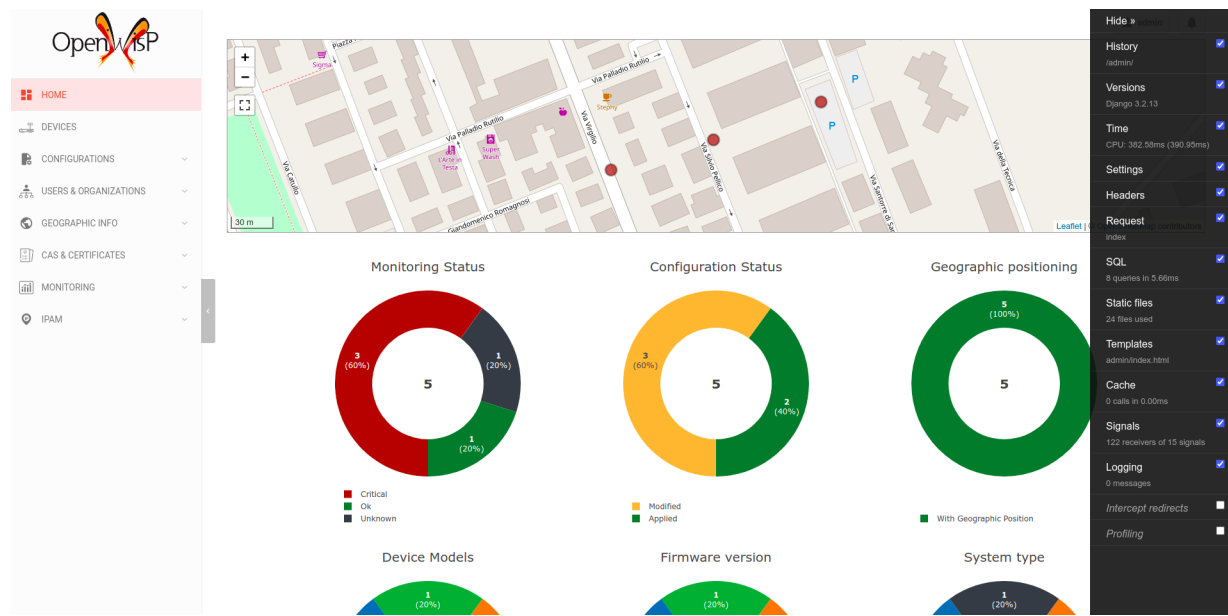 OpenWisP
HOME
DEVICES
CONFIGURATIONS
USERS & ORGANIZATIONS
GEOGRAPHIC INFO
CAS & CERTIFICATES
MONITORING
IPAM
+
−
30 m
Piazza
Sigma
Via Catullo
Via Palladio Rutilio
Via Palladio Rutilio
L'Arte in
Testa
Super
Wash
Stephy
Via Virgilio
Giandomenico Romagnosi
Via Silvio Pellico
P
P
Via Santorre di
Via della Tecnica
Leaflet | ©
contributors
Monitoring Status
3
(60%)
1
(20%)
1
(20%)
5
Critical
Ok
Unknown
Configuration Status
3
(60%)
2
(40%)
5
Modified
Applied
Geographic positioning
5
(100%)
5
With Geographic Position
Device Models
1
(20%)
Firmware version
1
(20%)
System type
1
(20%)
Hide »
admin
History
/admin/
Versions
Django 3.2.13
Time
CPU: 382.58ms (390.95ms)
Settings
Headers
Request
index
SQL
8 queries in 5.66ms
Static files
24 files used
Templates
admin/index.html
Cache
0 calls in 0.00ms
Signals
122 receivers of 15 signals
Logging
0 messages
Intercept redirects
Profiling